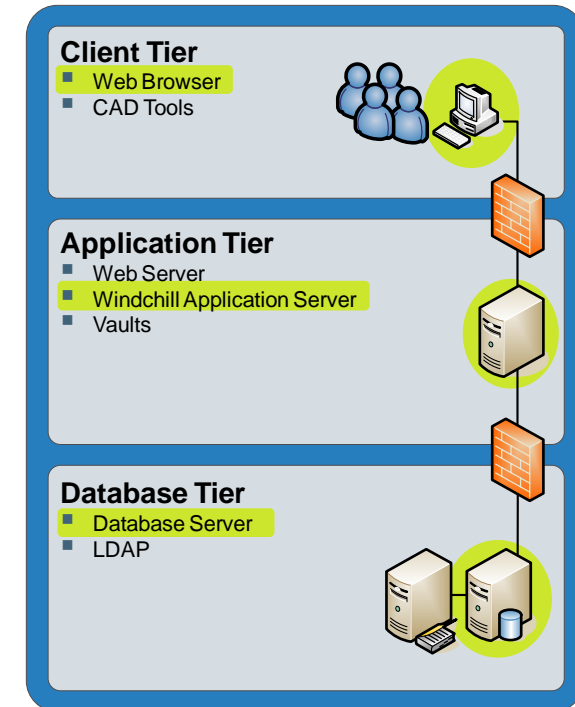 Client Tier
Web Browser
CAD Tools
Application Tier
Web Server
Windchill Application Server
Vaults
Database Tier
Database Server
LDAP